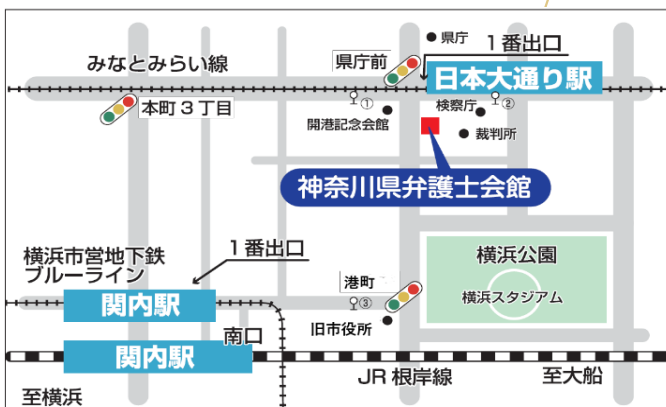 県庁
1番出口
県庁前
みなとみらい線
日本大通り駅
本町3丁目
①
検察庁
②
開港記念会館
裁判所
神奈川県弁護士会館
横浜市営地下鉄
ブルーライン
1番出口
横浜公園
港町
横浜スタジアム
関内駅
③
旧市役所
南口
関内駅
JR根岸線
至大船
至横浜